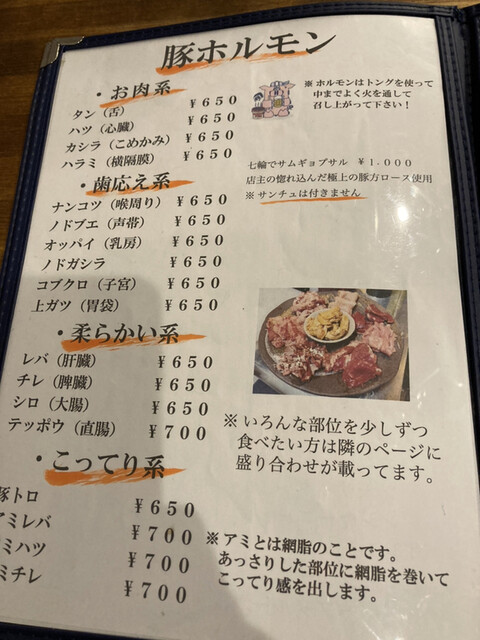 豚ホルモン
・お肉系
タン（舌） ￥６５０
ハツ（心臓） ￥６５０
カシラ（こめかみ） ￥６５０
ハラミ（横隔膜） ￥６５０
※ホルモンはトングを使って
中までよく火を通して
召し上がって下さい！
七輪でサムギョプサル ￥１．０００
店主の惚れ込んだ極上の豚方ロース使用
※サンチュは付きません
・歯応え系
ナンコツ（喉周り） ￥６５０
ノドブエ（声帯） ￥６５０
オッパイ（乳房） ￥６５０
ノドガシラ ￥６５０
コブクロ（子宮） ￥６５０
上ガツ（胃袋） ￥６５０
・柔らかい系
レバ（肝臓） ￥６５０
チレ（脾臓） ￥６５０
シロ（大腸） ￥６５０
テッポウ（直腸） ￥７００
※いろんな部位を少しずつ
食べたい方は隣のページに
盛り合わせが載ってます。
・こってり系
豚トロ ￥６５０
アミレバ ￥７００
ミハツ ￥７００
ミチレ ￥７００
※アミとは網脂のことです。
あっさりした部位に網脂を巻いて
こってり感を出します。